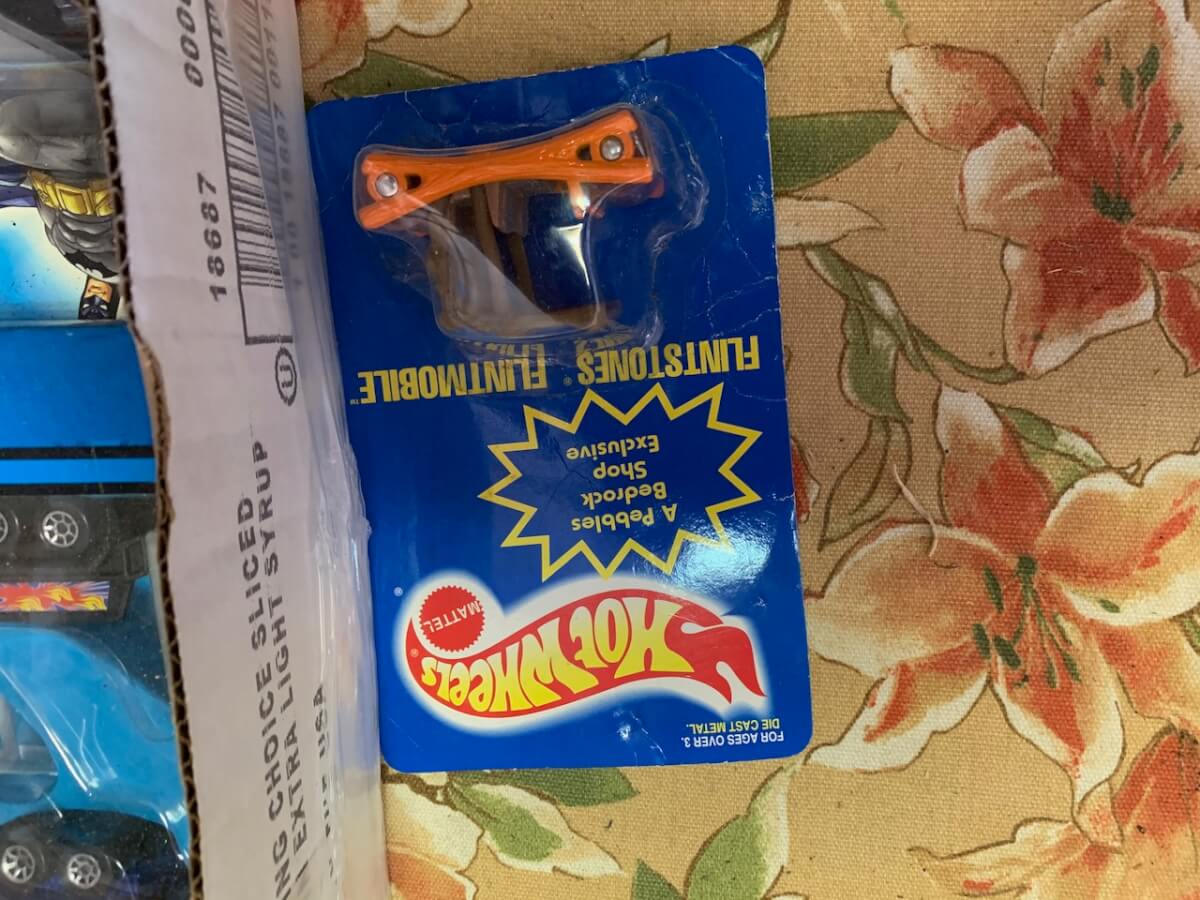 FOR AGES OVER 3.
DIE CAST METAL.
HOT WHEELS®
MATTEL
®
A Pebbles
Bedrock
Shop
Exclusive
FLINTSTONES® FLINTMOBILE™
18687
0000
CHOICE SLICED
EXTRA LIGHT SYRUP
USA
U